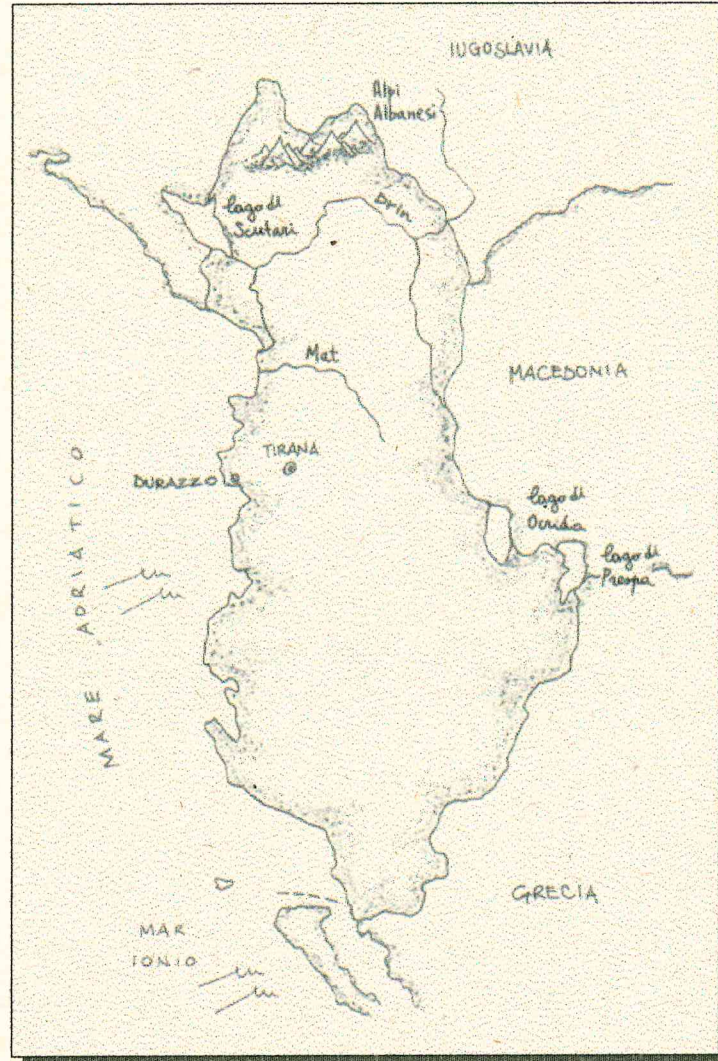 IUGOSLAVIA
Alpi
Albanesi
lago di
Scutari
Drin
Mat
MACEDONIA
TIRANA
DURAZZO
MARE ADRIATICO
lago di
Ocrida
lago di
Prespa
GRECIA
MAR
IONIO